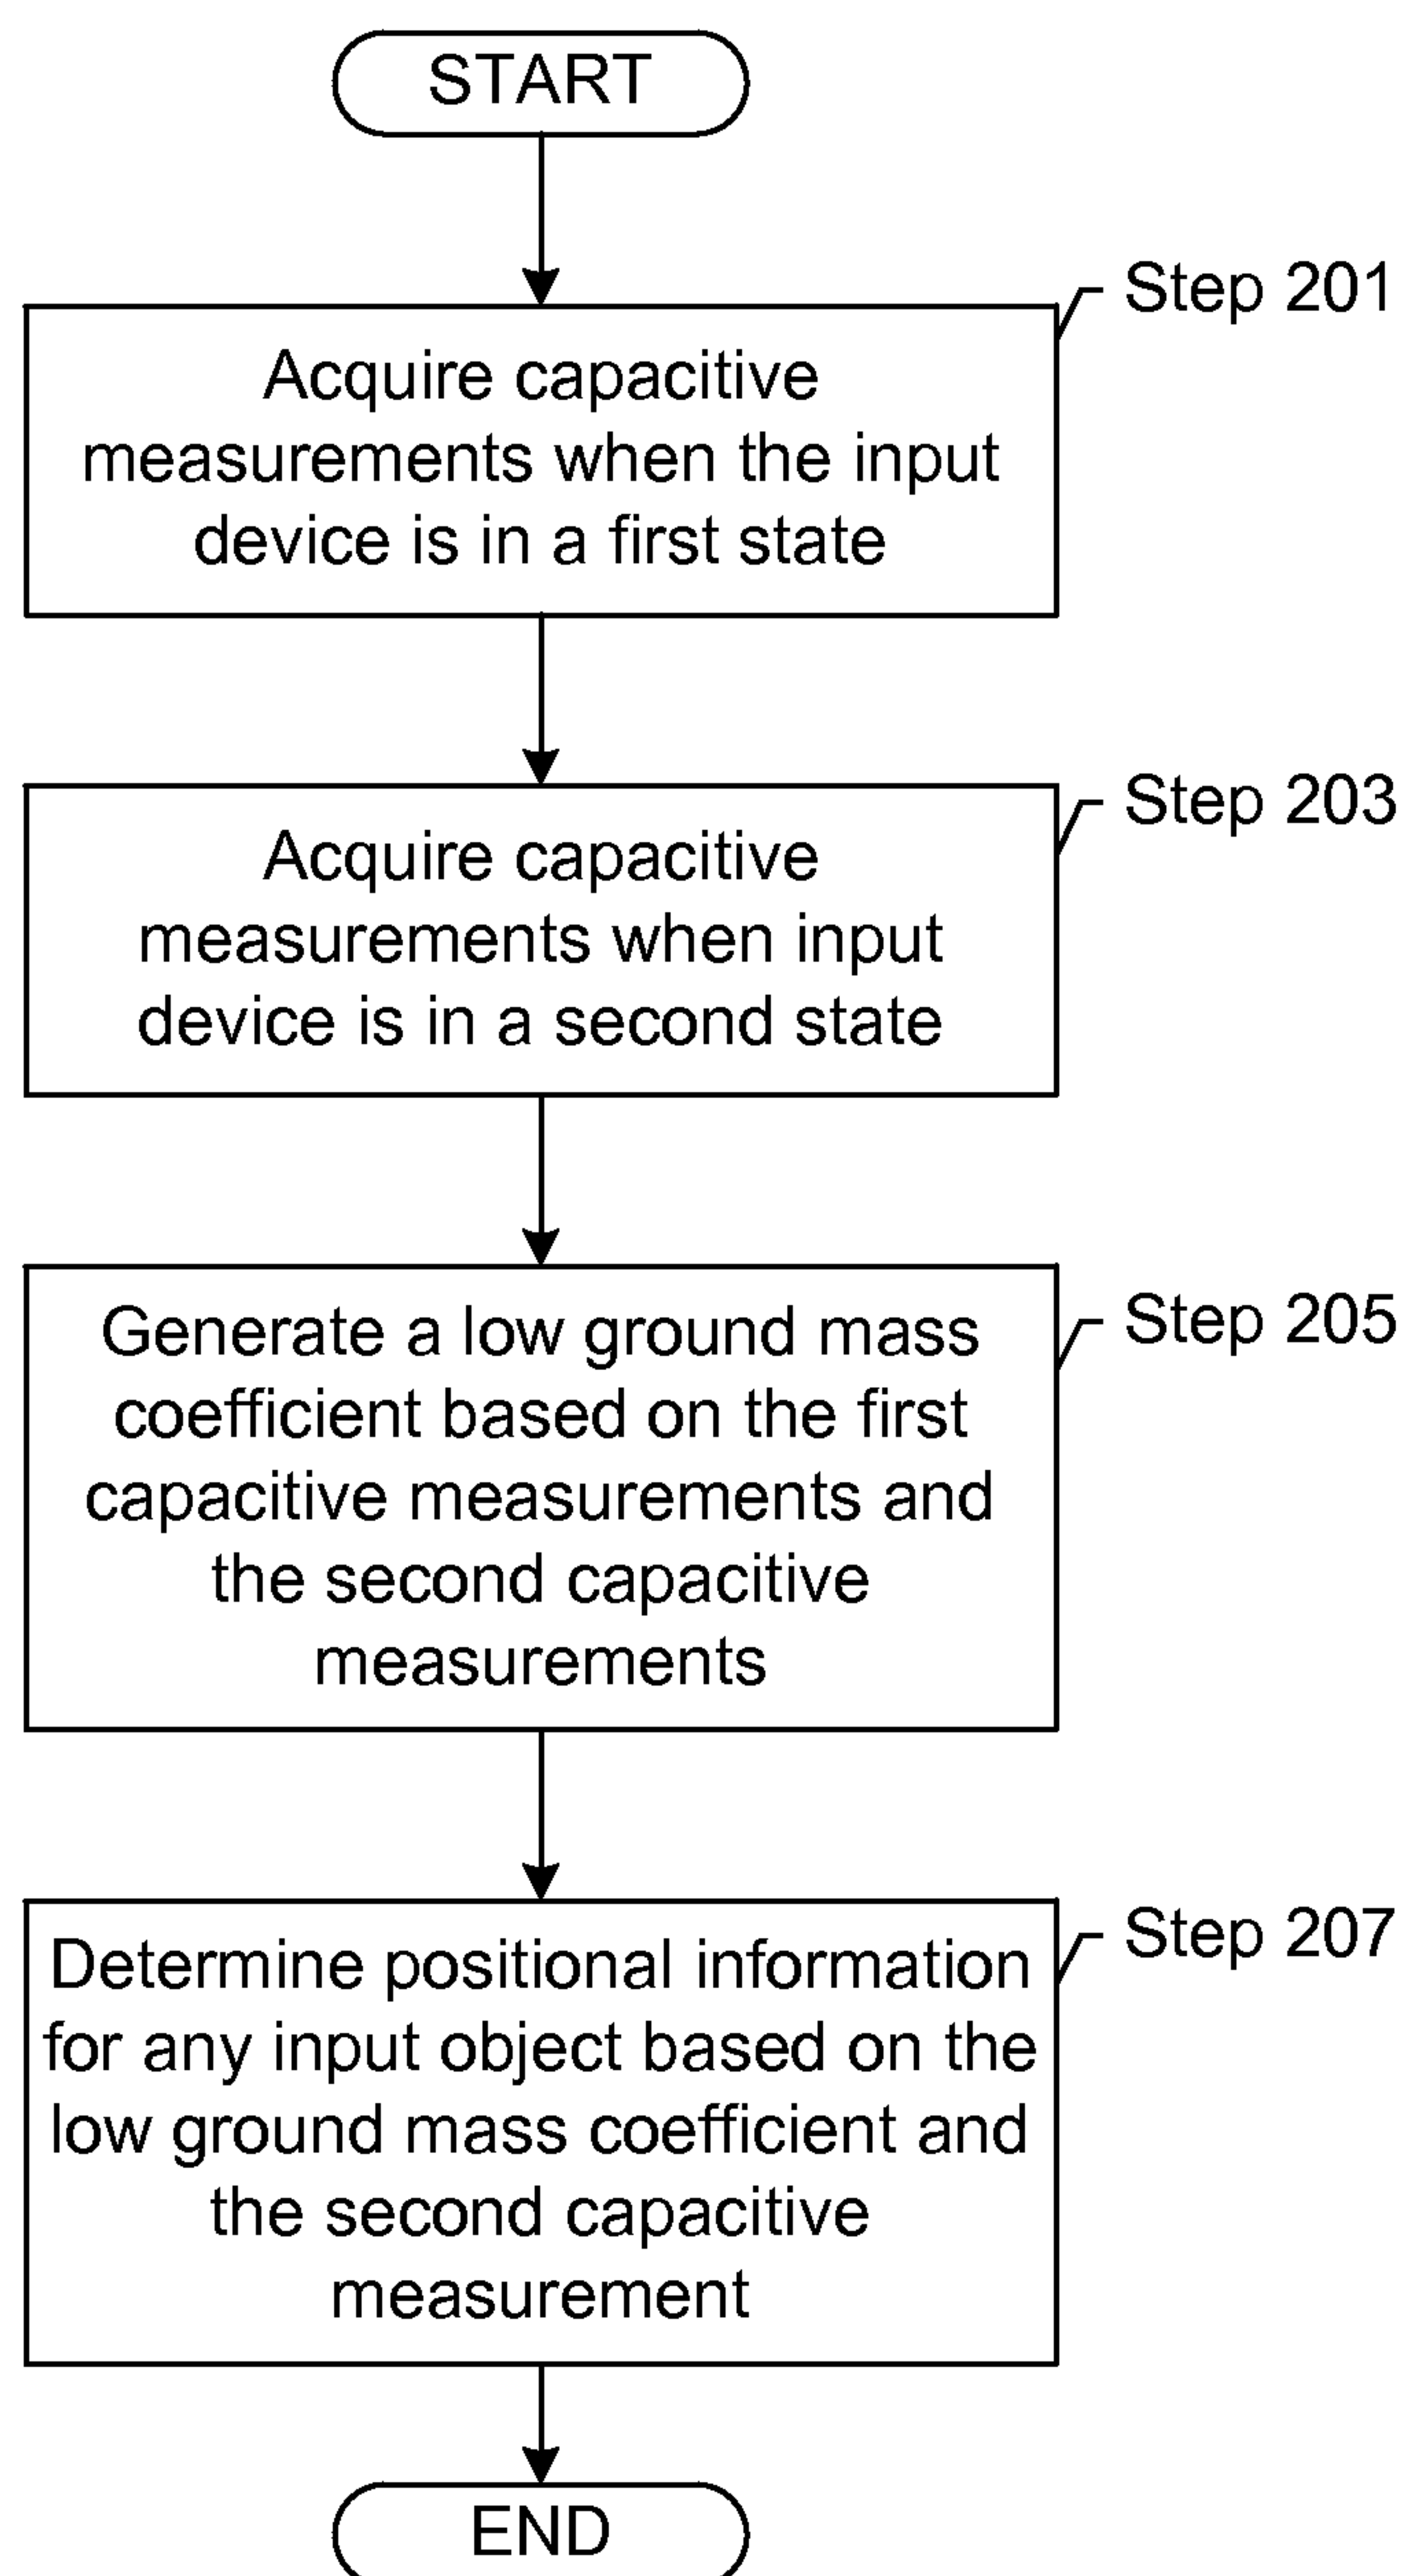 START
Step 201
Acquire capacitive
measurements when the input
device is in a first state
Step 203
Acquire capacitive
measurements when input
device is in a second state
Step 205
Generate a low ground mass
coefficient based on the first
capacitive measurements and
the second capacitive
measurements
Step 207
Determine positional information
for any input object based on the
low ground mass coefficient and
the second capacitive
measurement
END